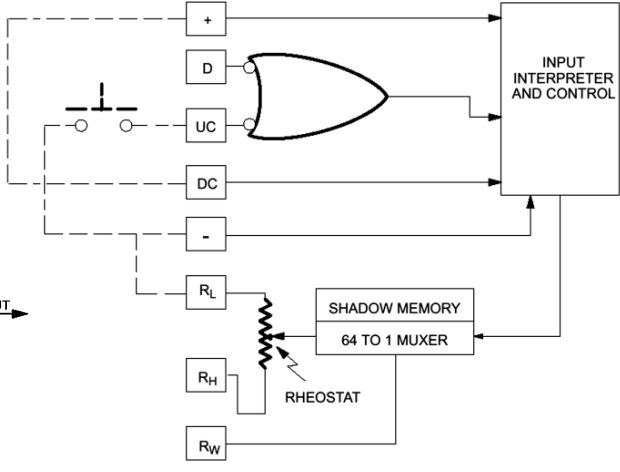 +
D
UC
DC
-
RL
RH
RW
INPUT
INTERPRETER
AND CONTROL
SHADOW MEMORY
64 TO 1 MUXER
RHEOSTAT